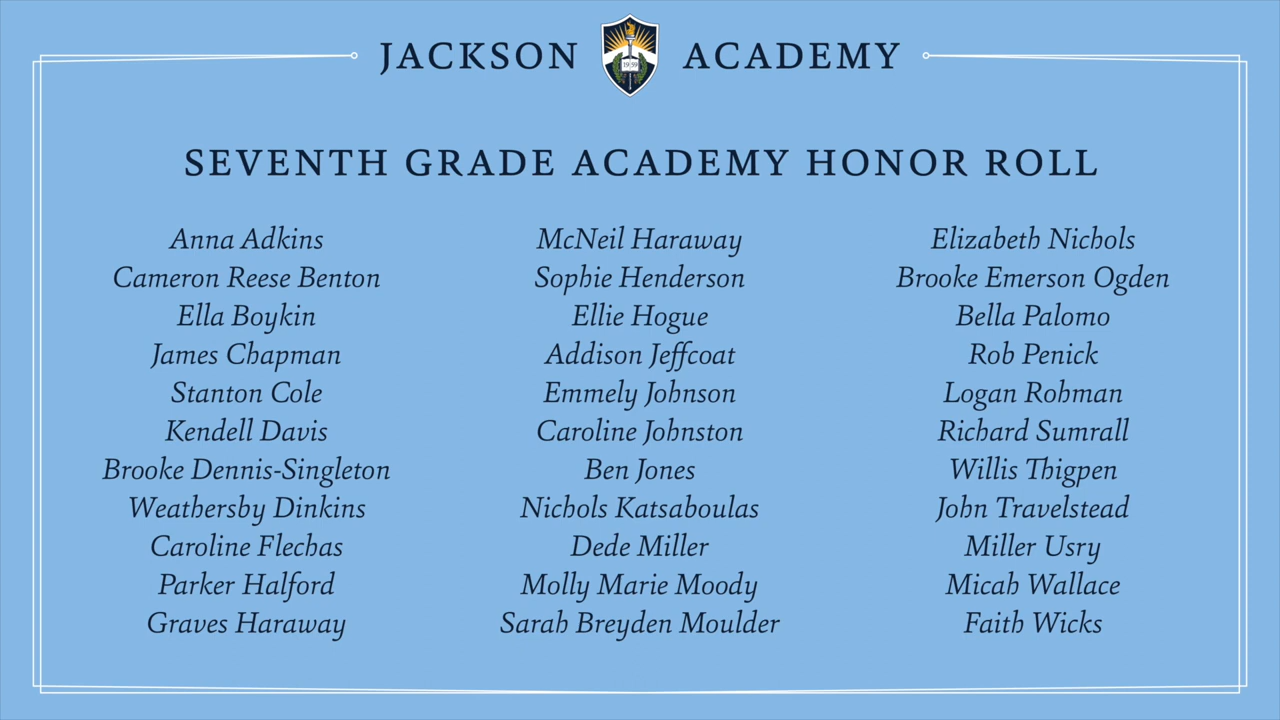 JACKSON ACADEMY
1959
SEVENTH GRADE ACADEMY HONOR ROLL
Anna Adkins
Cameron Reese Benton
Ella Boykin
James Chapman
Stanton Cole
Kendell Davis
Brooke Dennis-Singleton
Weathersby Dinkins
Caroline Flechas
Parker Halford
Graves Haraway
McNeil Haraway
Sophie Henderson
Ellie Hogue
Addison Jeffcoat
Emmely Johnson
Caroline Johnston
Ben Jones
Nichols Katsaboulas
Dede Miller
Molly Marie Moody
Sarah Breyden Moulder
Elizabeth Nichols
Brooke Emerson Ogden
Bella Palomo
Rob Penick
Logan Rohman
Richard Sumrall
Willis Thigpen
John Travelstead
Miller Usry
Micah Wallace
Faith Wicks